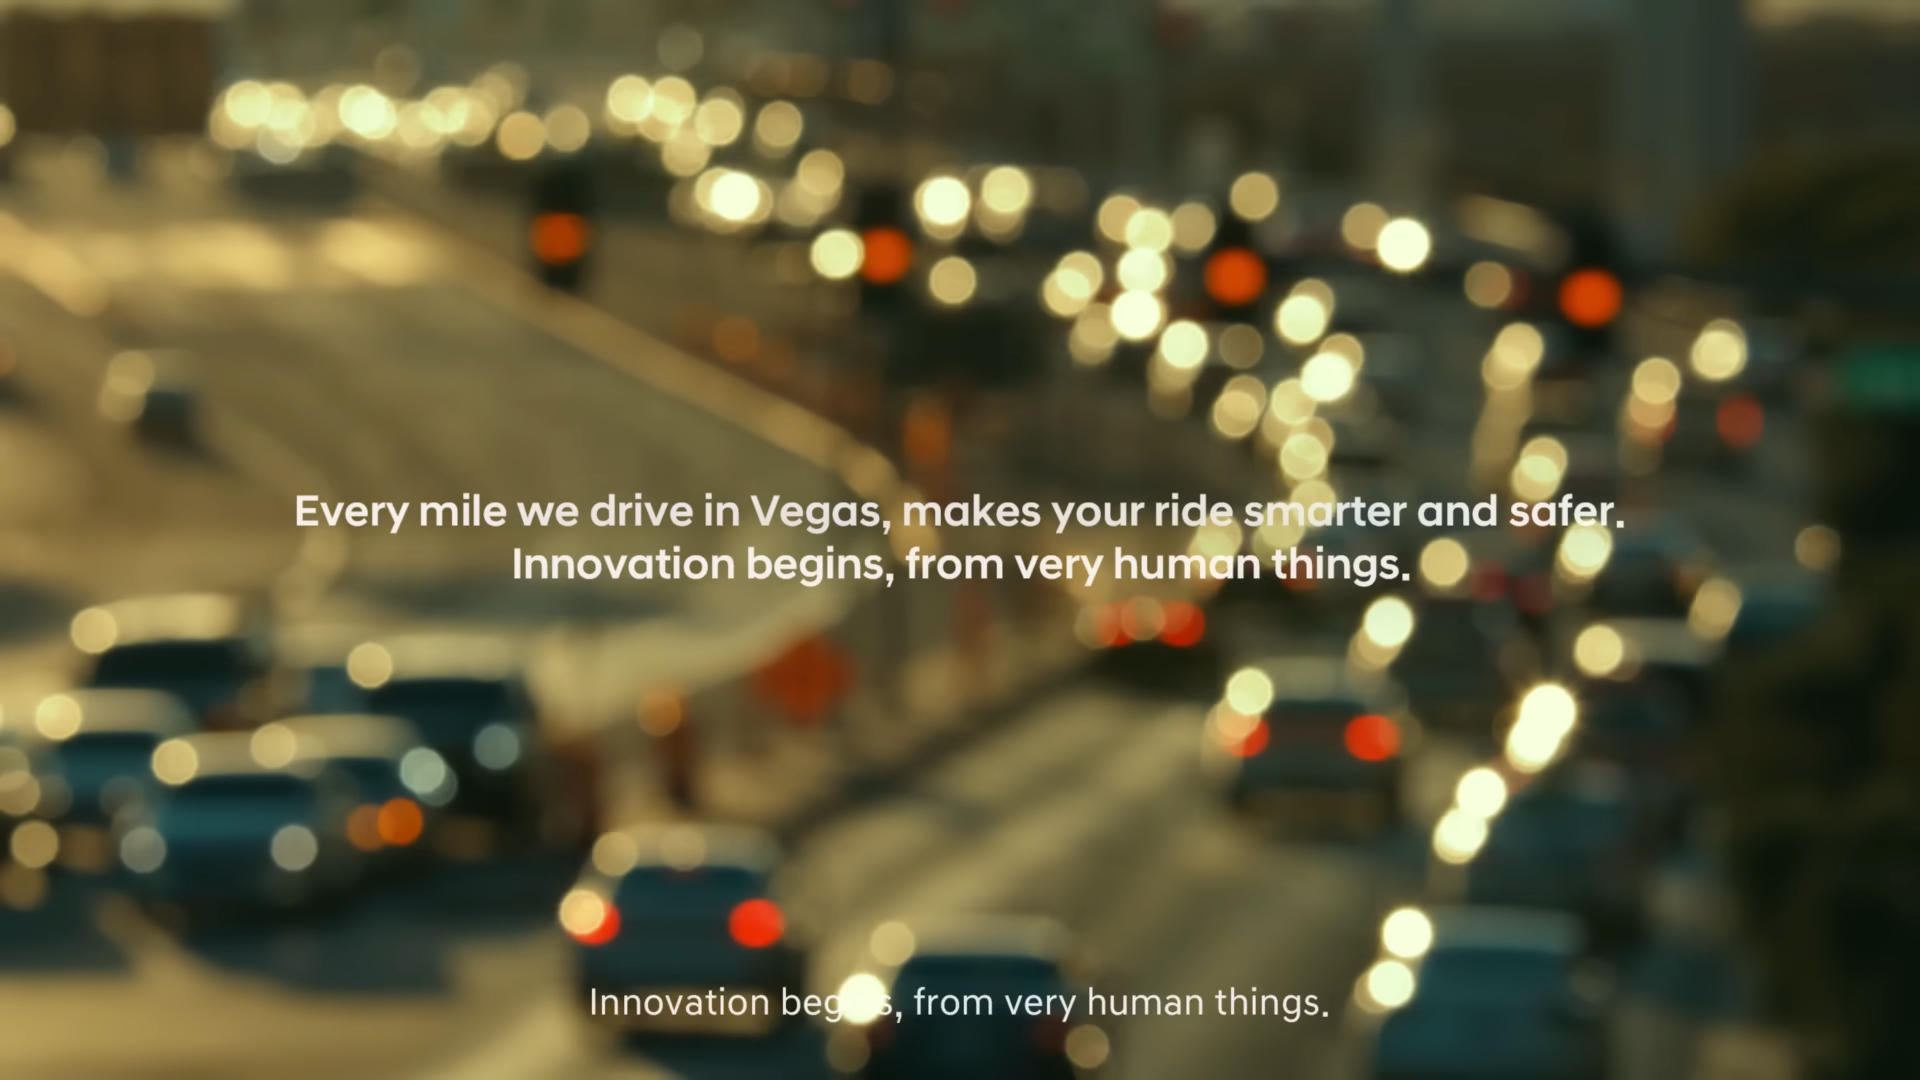 Every mile we drive in Vegas, makes your ride smarter and safer.
Innovation begins, from very human things.
Innovation begins, from very human things.